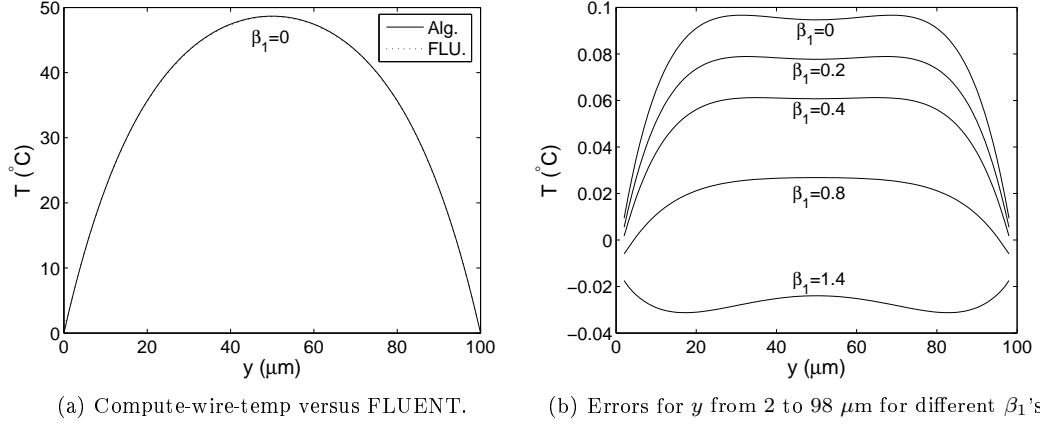 50
40
30
20
10
0
T (°C)
β1=0
Alg.
FLU.
0 20 40 60 80 100
y (μm)
(a) Compute-wire-temp versus FLUENT.
0.1
0.08
0.06
0.04
0.02
0
−0.02
−0.04
T (°C)
β1=0
β1=0.2
β1=0.4
β1=0.8
β1=1.4
0 20 40 60 80 100
y (μm)
(b) Errors for y from 2 to 98 μm for different β1's